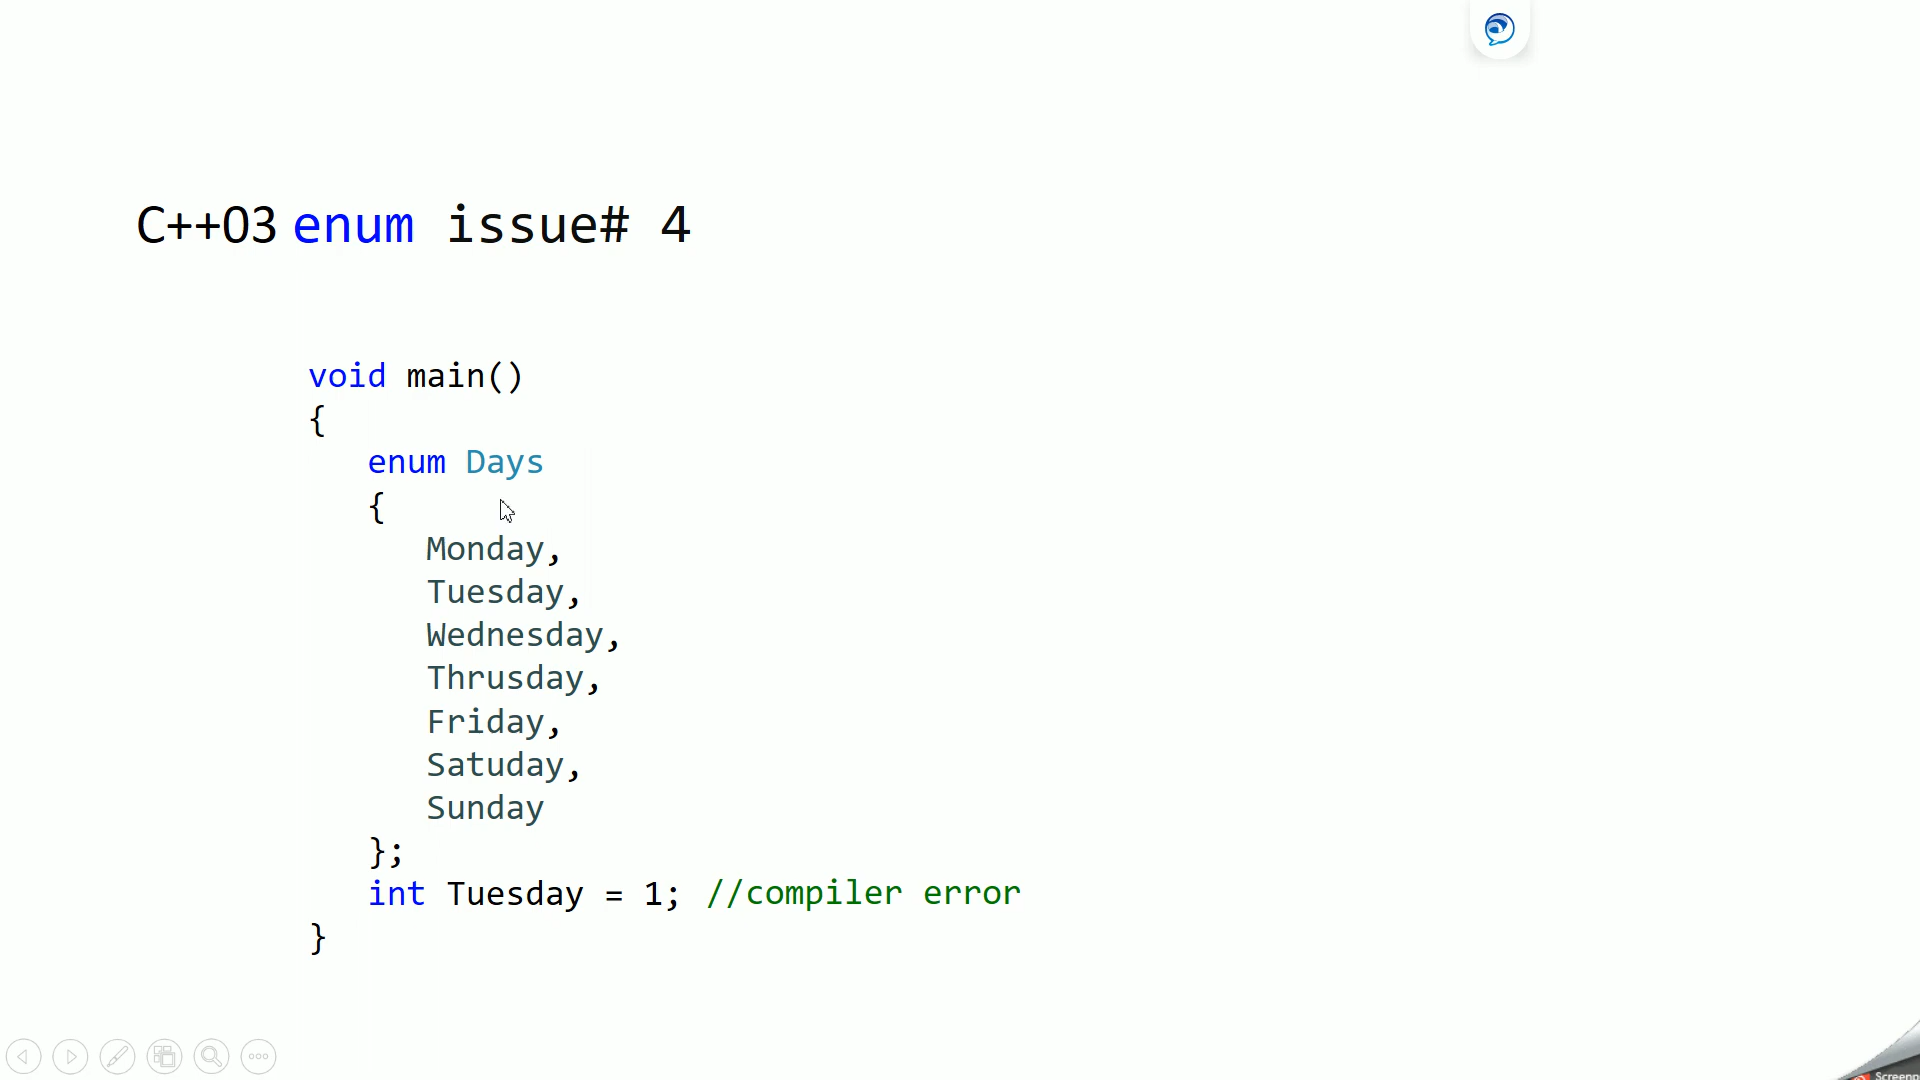 C++03 enum issue# 4
void main()
{
enum Days
{
Monday,
Tuesday,
Wednesday,
Thrusday,
Friday,
Satuday,
Sunday
};
int Tuesday = 1; //compiler error
}